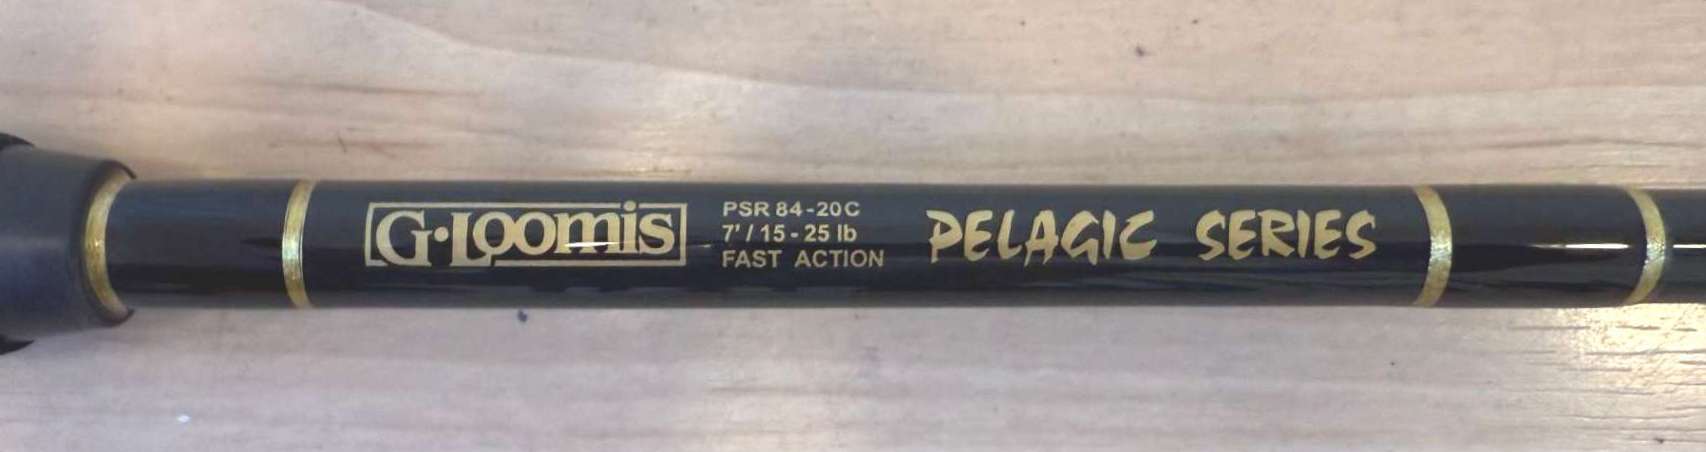 G·Loomis
PSR 84-20C
7' / 15 - 25 lb
FAST ACTION
PELAGIC SERIES